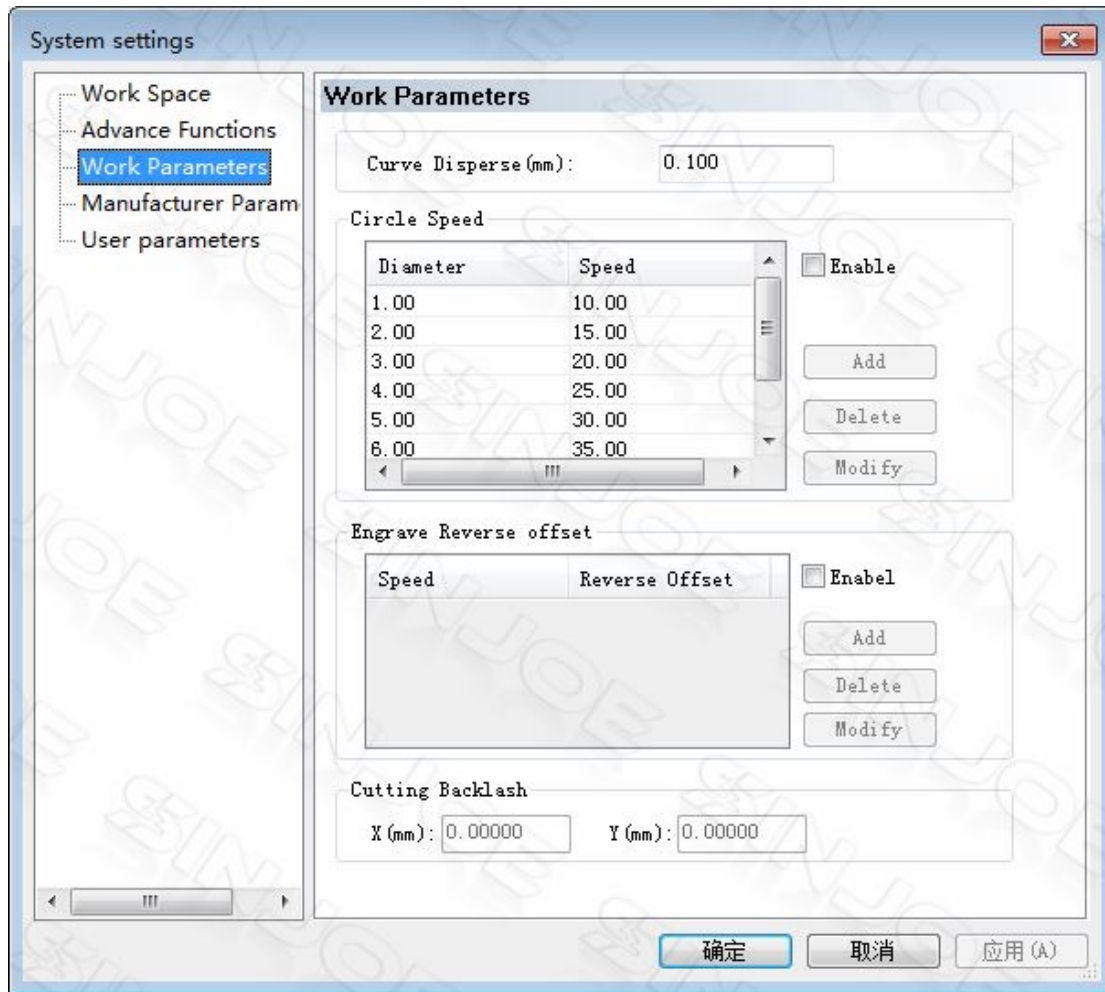 System settings
Work Space
Advance Functions
Work Parameters
Manufacturer Param
User parameters
Work Parameters
Curve Disperse(mm): 0.100
Circle Speed
Diameter Speed
1.00 10.00
2.00 15.00
3.00 20.00
4.00 25.00
5.00 30.00
6.00 35.00
Enable
Add
Delete
Modify
Engrave Reverse offset
Speed Reverse Offset
Enabel
Add
Delete
Modify
Cutting Backlash
X(mm): 0.00000 Y(mm): 0.00000
确定 取消 应用(A)
SINJOE